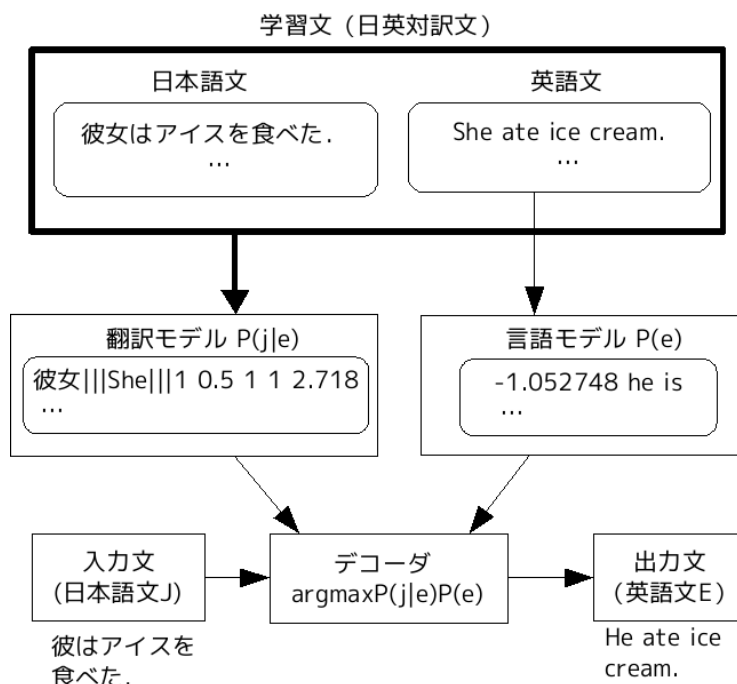 学習文（日英対訳文）
日本語文
英語文
彼女はアイスを食べた.
…
She ate ice cream.
…
翻訳モデル P(j|e)
彼女|||She|||1 0.5 1 1 2.718
…
言語モデル P(e)
-1.052748 he is
…
入力文
(日本語文J)
デコーダ
argmaxP(j|e)P(e)
出力文
(英語文E)
彼はアイスを
食べた.
He ate ice
cream.